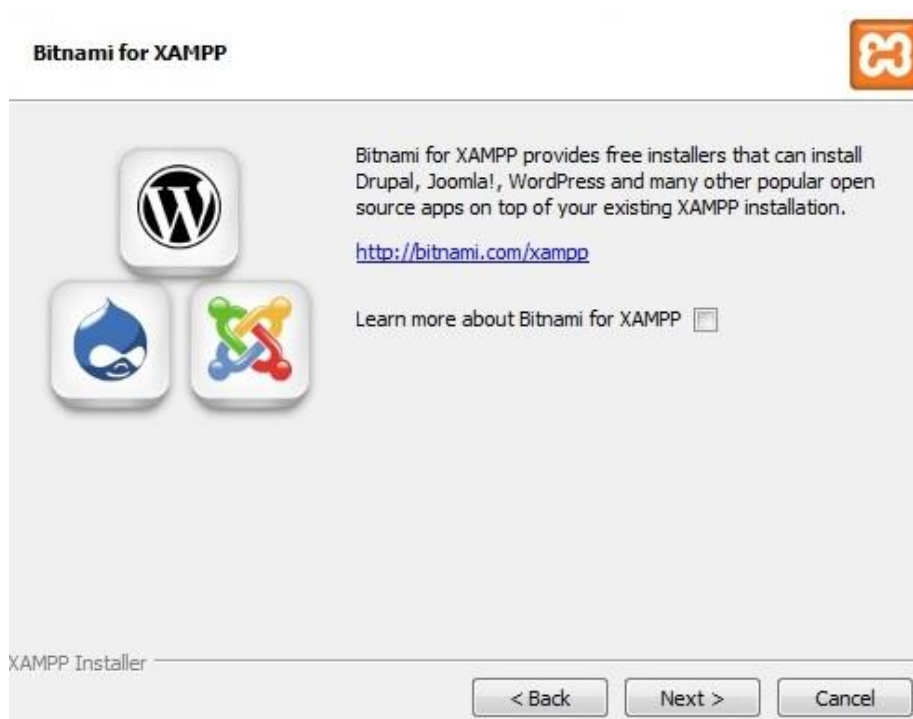 Bitnami for XAMPP
Bitnami for XAMPP provides free installers that can install
Drupal, Joomla!, WordPress and many other popular open
source apps on top of your existing XAMPP installation.
http://bitnami.com/xampp
Learn more about Bitnami for XAMPP
XAMPP Installer
< Back
Next >
Cancel